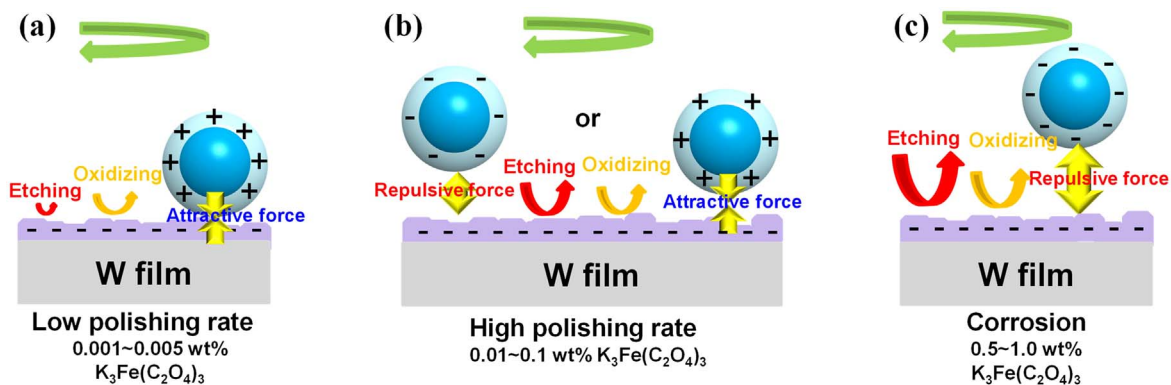 (a)
Etching
Oxidizing
+ + + + + + + +
Attractive force
- - - - - - - - - - - - - - - -
W film
Low polishing rate
0.001~0.005 wt%
K₃Fe(C₂O₄)₃
(b)
- - - - - - - -
or
Etching
Oxidizing
+ + + + + + + +
Repulsive force
Attractive force
- - - - - - - - - - - - - - - - - - - - - - -
W film
High polishing rate
0.01~0.1 wt% K₃Fe(C₂O₄)₃
(c)
- - - - - - - -
Etching
Oxidizing
Repulsive force
- - - - - - - - - - - - - - - -
W film
Corrosion
0.5~1.0 wt%
K₃Fe(C₂O₄)₃